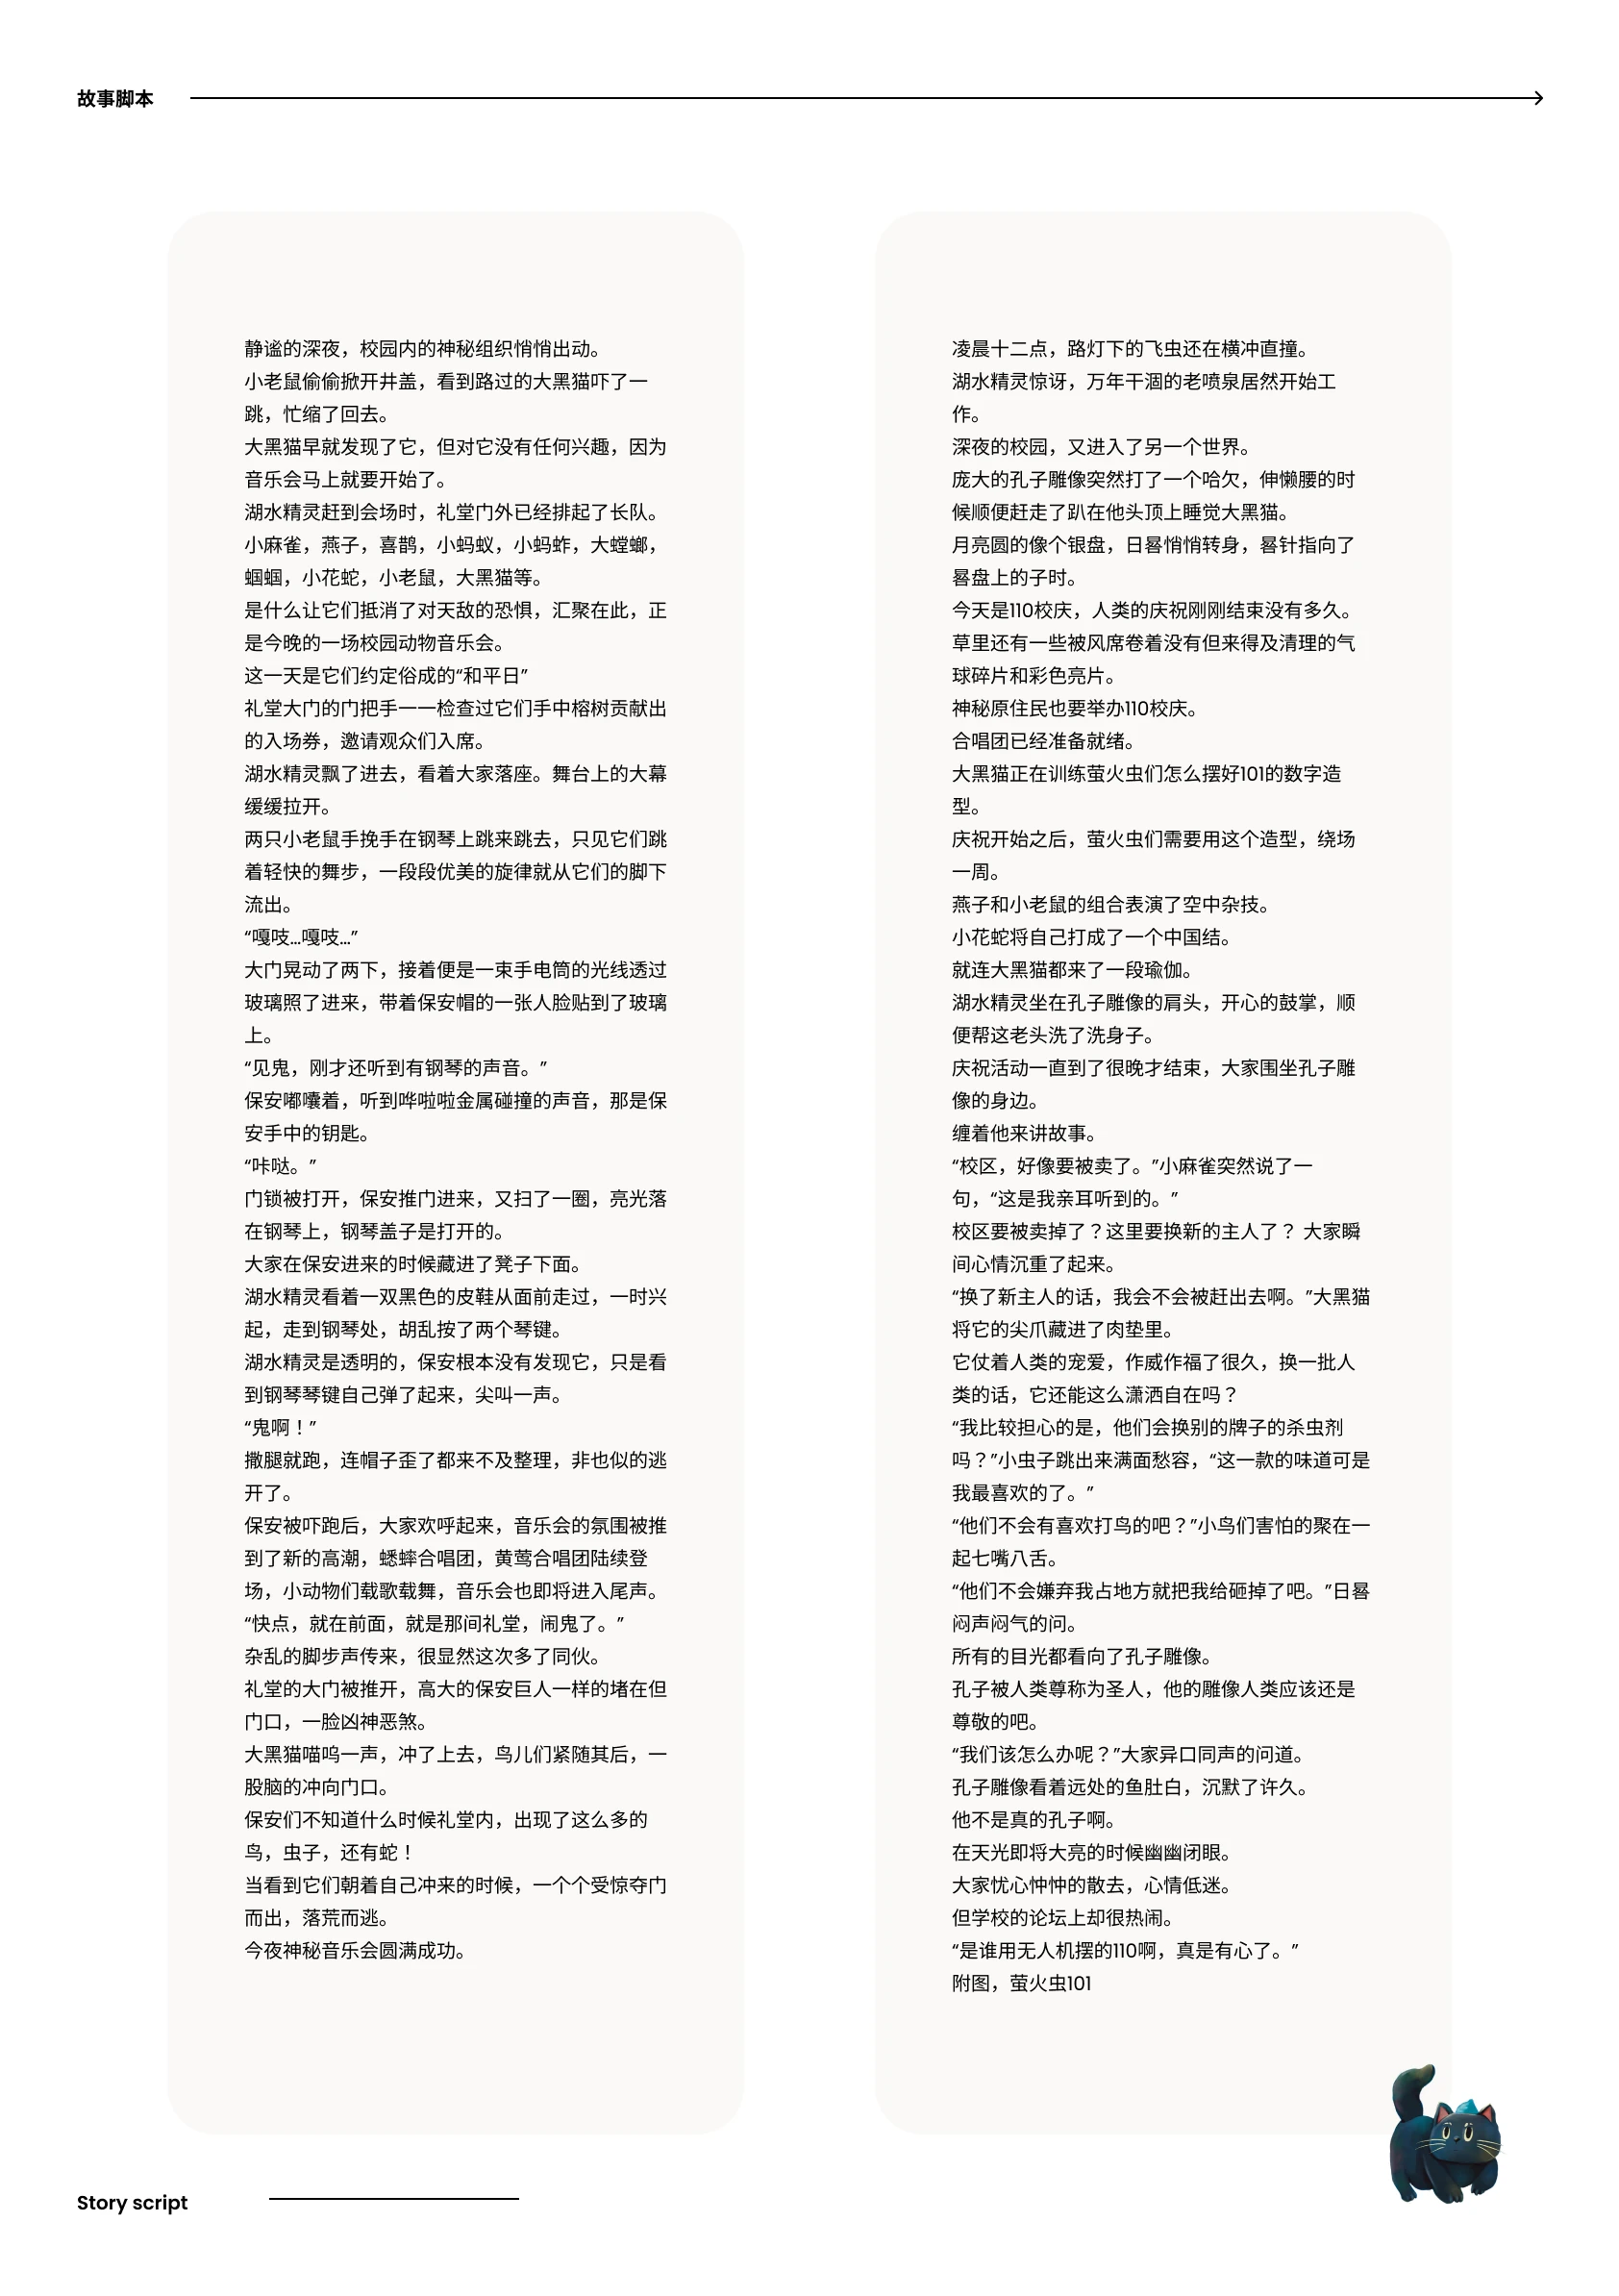 故事脚本
静谧的深夜，校园内的神秘组织悄悄出动。
小老鼠偷偷掀开井盖，看到路过的大黑猫吓了一
跳，忙缩了回去。
大黑猫早就发现了它，但对它没有任何兴趣，因为
音乐会马上就要开始了。
湖水精灵赶到会场时，礼堂门外已经排起了长队。
小麻雀，燕子，喜鹊，小蚂蚁，小蚂蚱，大螳螂，
蝈蝈，小花蛇，小老鼠，大黑猫等。
是什么让它们抵消了对天敌的恐惧，汇聚在此，正
是今晚的一场校园动物音乐会。
这一天是它们约定俗成的“和平日”
礼堂大门的门把手一一检查过它们手中榕树贡献出
的入场券，邀请观众们入席。
湖水精灵飘了进去，看着大家落座。舞台上的大幕
缓缓拉开。
两只小老鼠手挽手在钢琴上跳来跳去，只见它们跳
着轻快的舞步，一段段优美的旋律就从它们的脚下
流出。
“嘎吱…嘎吱…”
大门晃动了两下，接着便是一束手电筒的光线透过
玻璃照了进来，带着保安帽的一张人脸贴到了玻璃
上。
“见鬼，刚才还听到有钢琴的声音。”
保安嘟囔着，听到哗啦啦金属碰撞的声音，那是保
安手中的钥匙。
“咔哒。”
门锁被打开，保安推门进来，又扫了一圈，亮光落
在钢琴上，钢琴盖子是打开的。
大家在保安进来的时候藏进了凳子下面。
湖水精灵看着一双黑色的皮鞋从面前走过，一时兴
起，走到钢琴处，胡乱按了两个琴键。
湖水精灵是透明的，保安根本没有发现它，只是看
到钢琴琴键自己弹了起来，尖叫一声。
“鬼啊！”
撒腿就跑，连帽子歪了都来不及整理，非也似的逃
开了。
保安被吓跑后，大家欢呼起来，音乐会的氛围被推
到了新的高潮，蟋蟀合唱团，黄莺合唱团陆续登
场，小动物们载歌载舞，音乐会也即将进入尾声。
“快点，就在前面，就是那间礼堂，闹鬼了。”
杂乱的脚步声传来，很显然这次多了同伙。
礼堂的大门被推开，高大的保安巨人一样的堵在但
门口，一脸凶神恶煞。
大黑猫喵呜一声，冲了上去，鸟儿们紧随其后，一
股脑的冲向门口。
保安们不知道什么时候礼堂内，出现了这么多的
鸟，虫子，还有蛇！
当看到它们朝着自己冲来的时候，一个个受惊夺门
而出，落荒而逃。
今夜神秘音乐会圆满成功。
凌晨十二点，路灯下的飞虫还在横冲直撞。
湖水精灵惊讶，万年干涸的老喷泉居然开始工
作。
深夜的校园，又进入了另一个世界。
庞大的孔子雕像突然打了一个哈欠，伸懒腰的时
候顺便赶走了趴在他头顶上睡觉大黑猫。
月亮圆的像个银盘，日晷悄悄转身，晷针指向了
晷盘上的子时。
今天是110校庆，人类的庆祝刚刚结束没有多久。
草里还有一些被风席卷着没有但来得及清理的气
球碎片和彩色亮片。
神秘原住民也要举办110校庆。
合唱团已经准备就绪。
大黑猫正在训练萤火虫们怎么摆好101的数字造
型。
庆祝开始之后，萤火虫们需要用这个造型，绕场
一周。
燕子和小老鼠的组合表演了空中杂技。
小花蛇将自己打成了一个中国结。
就连大黑猫都来了一段瑜伽。
湖水精灵坐在孔子雕像的肩头，开心的鼓掌，顺
便帮这老头洗了洗身子。
庆祝活动一直到了很晚才结束，大家围坐孔子雕
像的身边。
缠着他来讲故事。
“校区，好像要被卖了。”小麻雀突然说了一
句，“这是我亲耳听到的。”
校区要被卖掉了？这里要换新的主人了？ 大家瞬
间心情沉重了起来。
“换了新主人的话，我会不会被赶出去啊。”大黑猫
将它的尖爪藏进了肉垫里。
它仗着人类的宠爱，作威作福了很久，换一批人
类的话，它还能这么潇洒自在吗？
“我比较担心的是，他们会换别的牌子的杀虫剂
吗？”小虫子跳出来满面愁容，“这一款的味道可是
我最喜欢的了。”
“他们不会有喜欢打鸟的吧？”小鸟们害怕的聚在一
起七嘴八舌。
“他们不会嫌弃我占地方就把我给砸掉了吧。”日晷
闷声闷气的问。
所有的目光都看向了孔子雕像。
孔子被人类尊称为圣人，他的雕像人类应该还是
尊敬的吧。
“我们该怎么办呢？”大家异口同声的问道。
孔子雕像看着远处的鱼肚白，沉默了许久。
他不是真的孔子啊。
在天光即将大亮的时候幽幽闭眼。
大家忧心忡忡的散去，心情低迷。
但学校的论坛上却很热闹。
“是谁用无人机摆的110啊，真是有心了。”
附图，萤火虫101
Story script